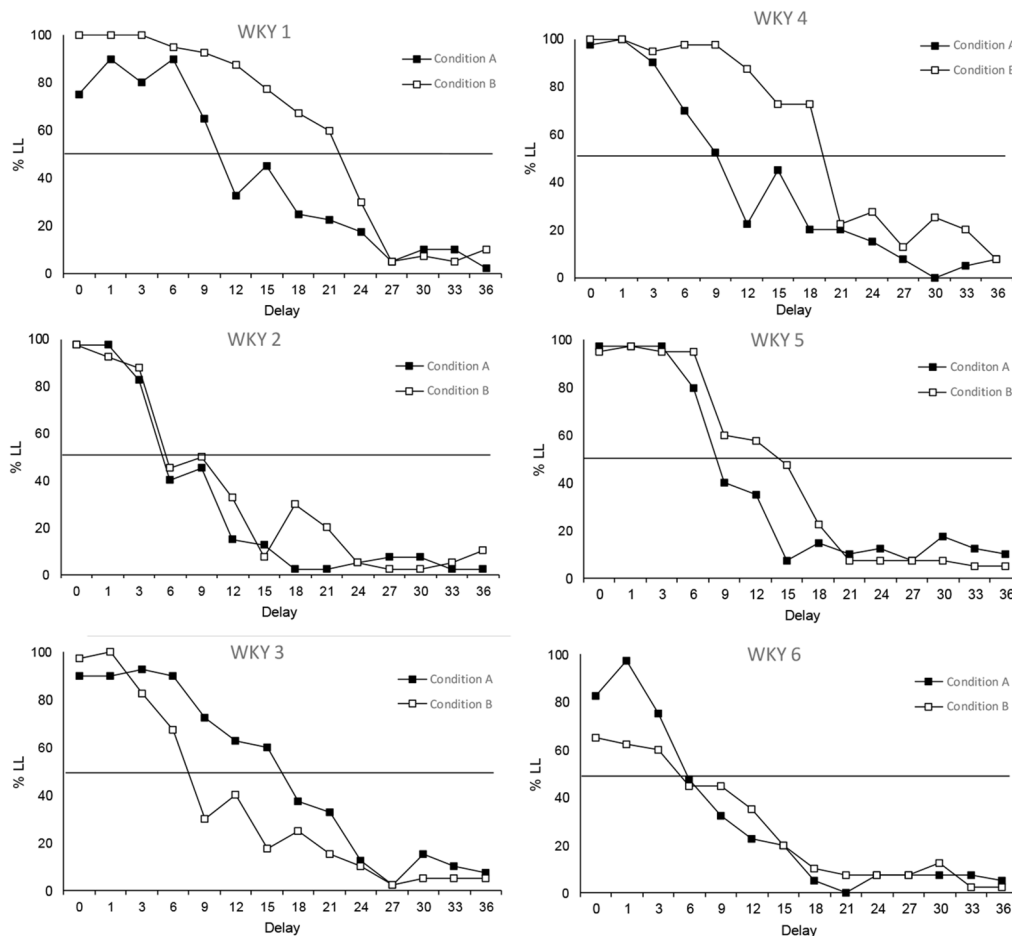 WKY 1
100
80
60
40
20
0
% LL
Condition A
Condition B
0 1 3 6 9 12 15 18 21 24 27 30 33 36
Delay
WKY 4
100
80
60
40
20
0
% LL
Condition A
Condition B
0 1 3 6 9 12 15 18 21 24 27 30 33 36
Delay
WKY 2
100
80
60
40
20
0
% LL
Condition A
Condition B
0 1 3 6 9 12 15 18 21 24 27 30 33 36
Delay
WKY 5
100
80
60
40
20
0
% LL
Conditon A
Condition B
0 1 3 6 9 12 15 18 21 24 27 30 33 36
Delay
WKY 3
100
80
60
40
20
0
% LL
Condition A
Condition B
0 1 3 6 9 12 15 18 21 24 27 30 33 36
Delay
WKY 6
100
80
60
40
20
0
% LL
Condition A
Condition B
0 1 3 6 9 12 15 18 21 24 27 30 33 36
Delay